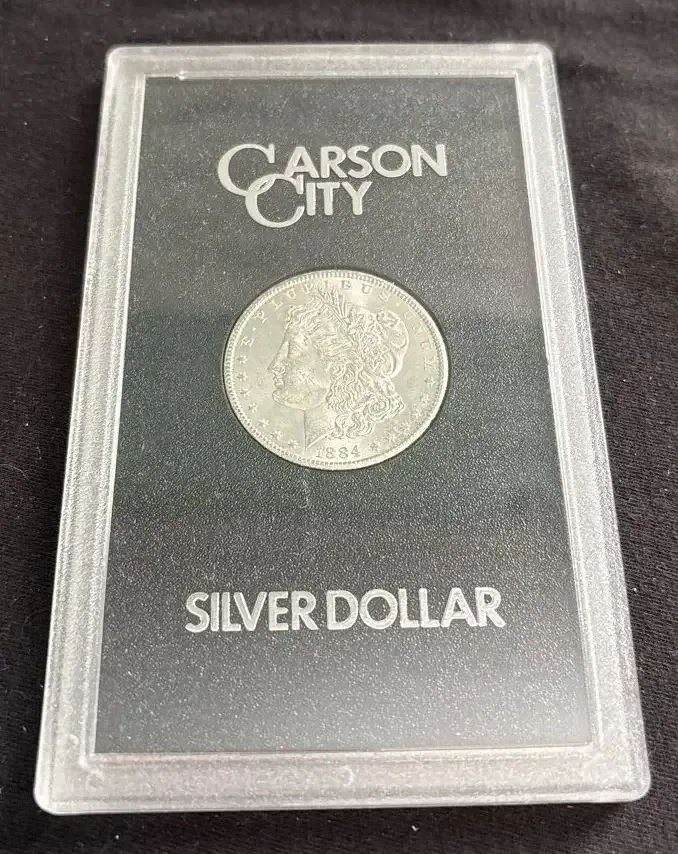 CARSON
CITY
E · PLURIBUS · UNUM
1884
SILVER DOLLAR